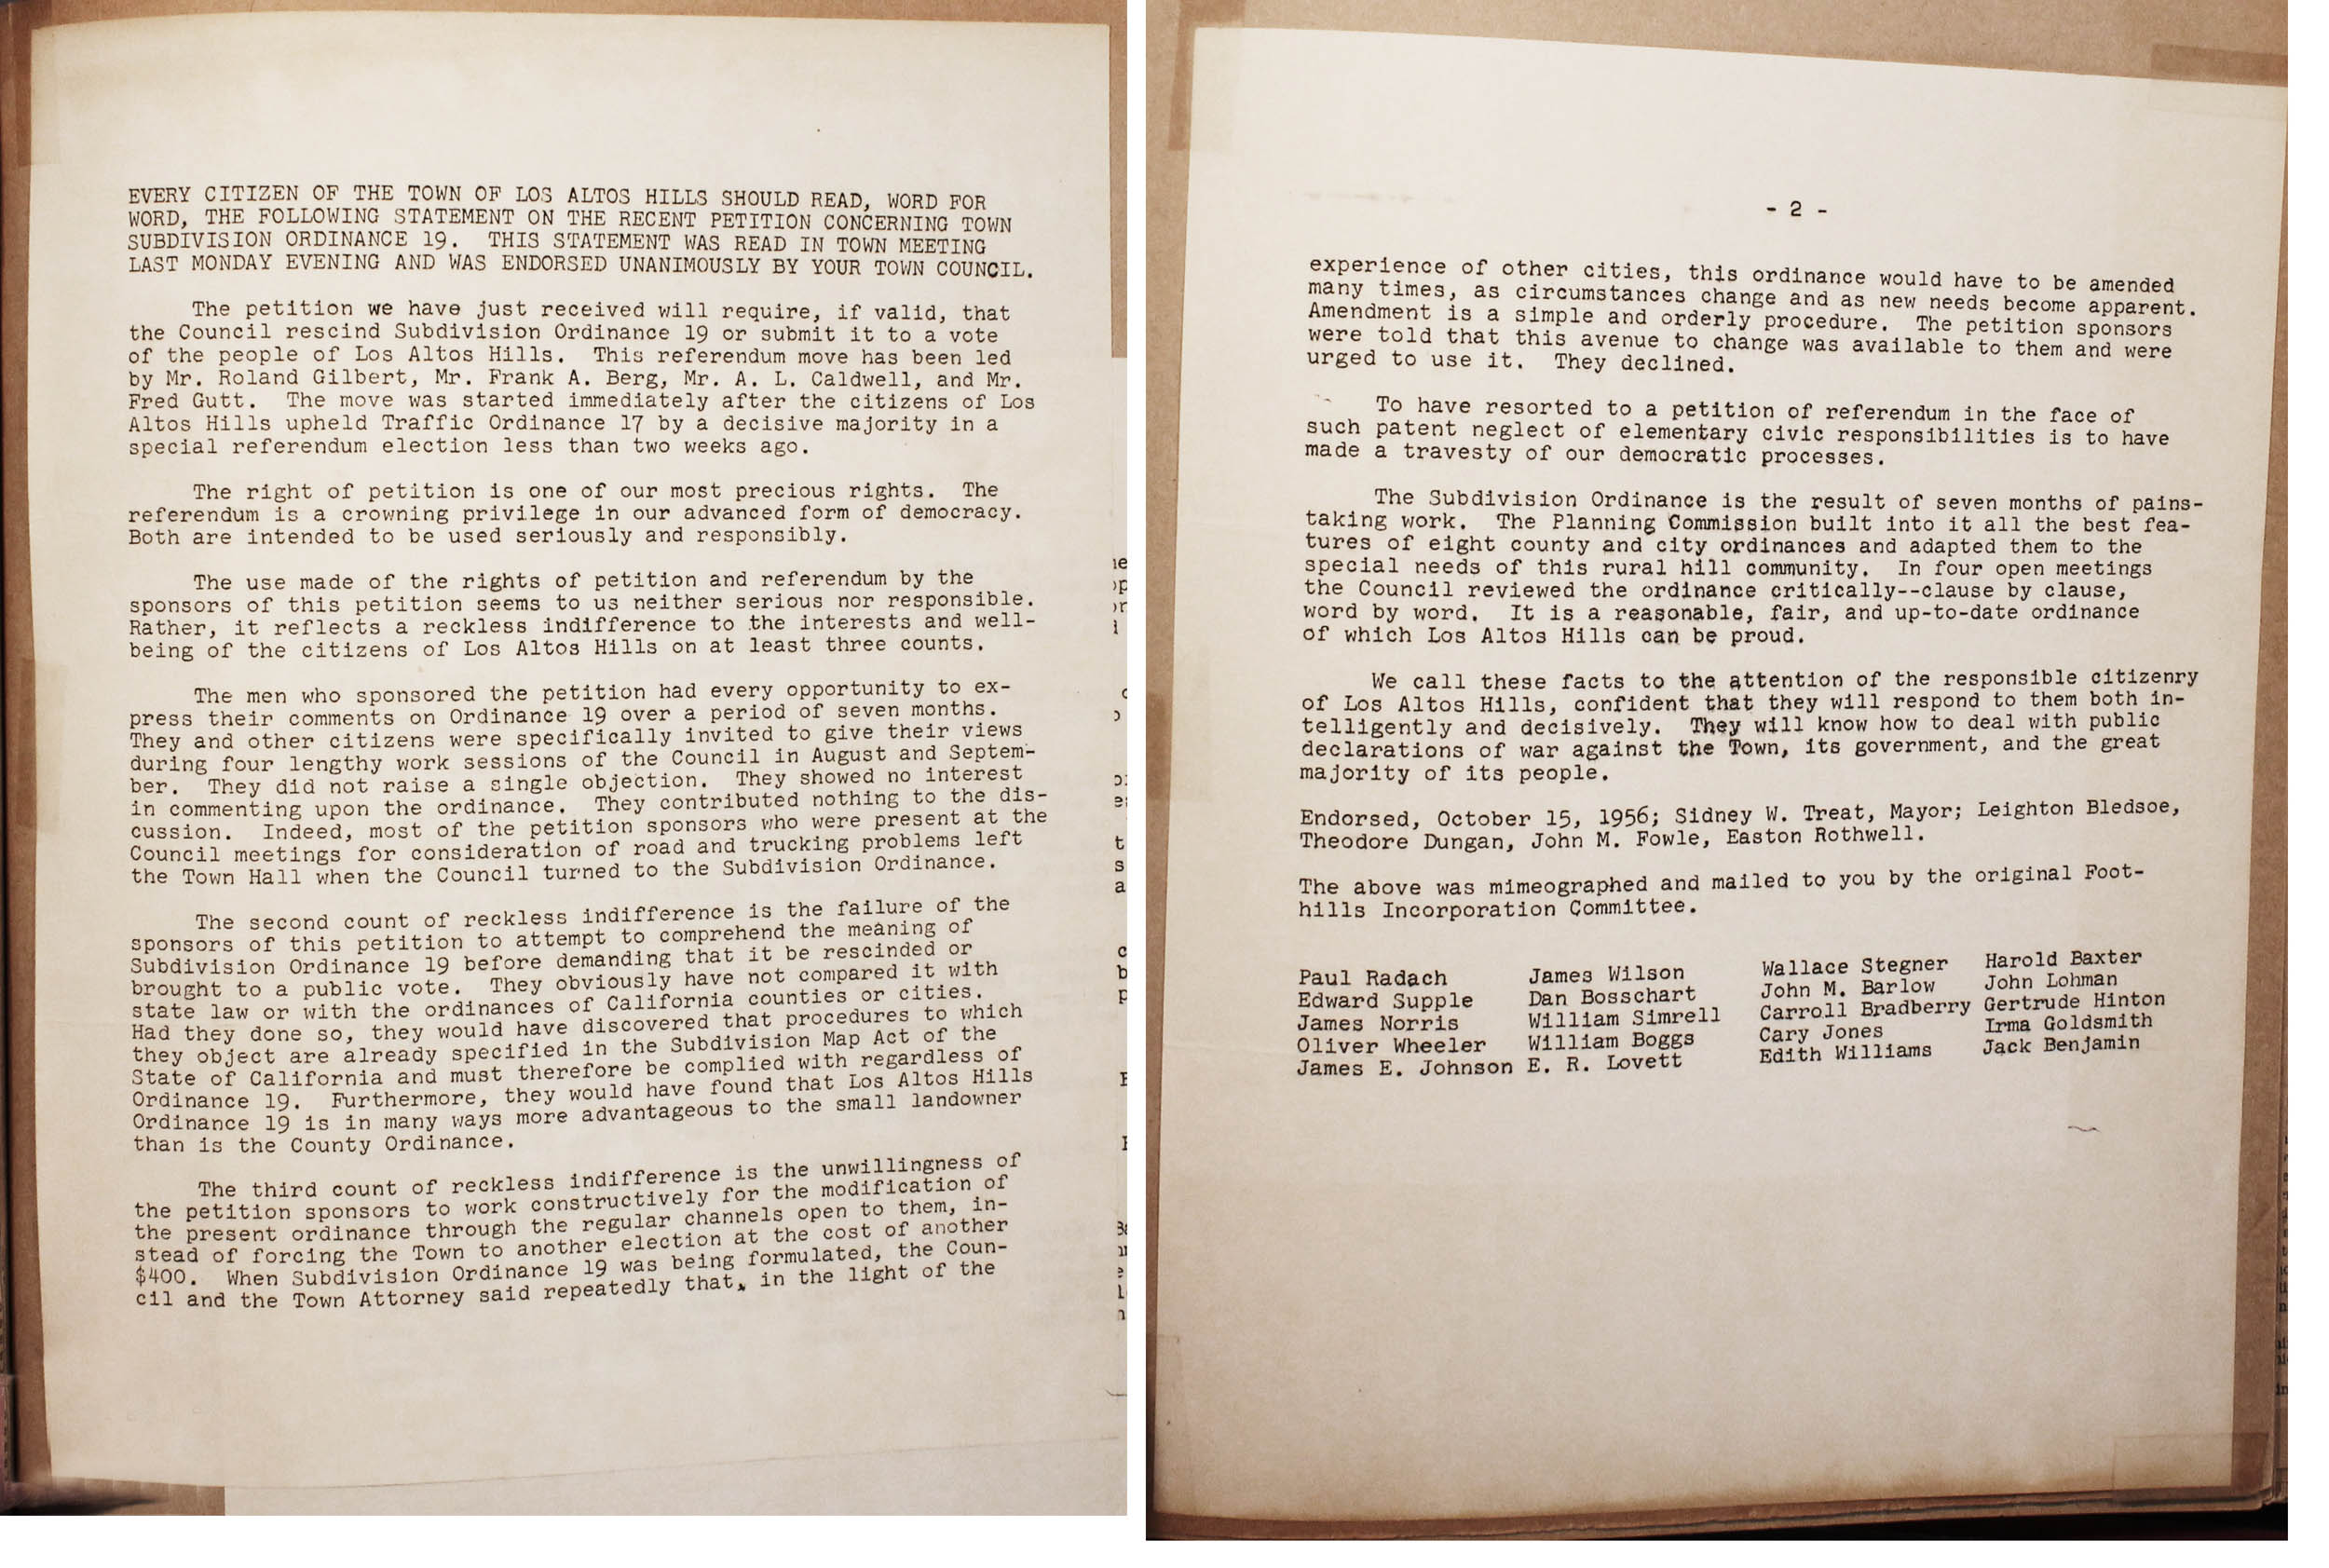 EVERY CITIZEN OF THE TOWN OF LOS ALTOS HILLS SHOULD READ, WORD FOR
WORD, THE FOLLOWING STATEMENT ON THE RECENT PETITION CONCERNING TOWN
SUBDIVISION ORDINANCE 19. THIS STATEMENT WAS READ IN TOWN MEETING
LAST MONDAY EVENING AND WAS ENDORSED UNANIMOUSLY BY YOUR TOWN COUNCIL.
The petition we have just received will require, if valid, that
the Council rescind Subdivision Ordinance 19 or submit it to a vote
of the people of Los Altos Hills. This referendum move has been led
by Mr. Roland Gilbert, Mr. Frank A. Berg, Mr. A. L. Caldwell, and Mr.
Fred Gutt. The move was started immediately after the citizens of Los
Altos Hills upheld Traffic Ordinance 17 by a decisive majority in a
special referendum election less than two weeks ago.
The right of petition is one of our most precious rights. The
referendum is a crowning privilege in our advanced form of democracy.
Both are intended to be used seriously and responsibly.
The use made of the rights of petition and referendum by the
sponsors of this petition seems to us neither serious nor responsible.
Rather, it reflects a reckless indifference to the interests and well-
being of the citizens of Los Altos Hills on at least three counts.
The men who sponsored the petition had every opportunity to ex-
press their comments on Ordinance 19 over a period of seven months.
They and other citizens were specifically invited to give their views
during four lengthy work sessions of the Council in August and Septem-
ber. They did not raise a single objection. They showed no interest
in commenting upon the ordinance. They contributed nothing to the dis-
cussion. Indeed, most of the petition sponsors who were present at the
Council meetings for consideration of road and trucking problems left
the Town Hall when the Council turned to the Subdivision Ordinance.
The second count of reckless indifference is the failure of the
sponsors of this petition to attempt to comprehend the meaning of
Subdivision Ordinance 19 before demanding that it be rescinded or
brought to a public vote. They obviously have not compared it with
state law or with the ordinances of California counties or cities.
Had they done so, they would have discovered that procedures to which
they object are already specified in the Subdivision Map Act of the
State of California and must therefore be complied with regardless of
Ordinance 19. Furthermore, they would have found that Los Altos Hills
Ordinance 19 is in many ways more advantageous to the small landowner
than is the County Ordinance.
The third count of reckless indifference is the unwillingness of
the petition sponsors to work constructively for the modification of
the present ordinance through the regular channels open to them, in-
stead of forcing the Town to another election at the cost of another
$400. When Subdivision Ordinance 19 was being formulated, the Coun-
cil and the Town Attorney said repeatedly that, in the light of the
- 2 -
experience of other cities, this ordinance would have to be amended
many times, as circumstances change and as new needs become apparent.
Amendment is a simple and orderly procedure. The petition sponsors
were told that this avenue to change was available to them and were
urged to use it. They declined.
To have resorted to a petition of referendum in the face of
such patent neglect of elementary civic responsibilities is to have
made a travesty of our democratic processes.
The Subdivision Ordinance is the result of seven months of pains-
taking work. The Planning Commission built into it all the best fea-
tures of eight county and city ordinances and adapted them to the
special needs of this rural hill community. In four open meetings
the Council reviewed the ordinance critically--clause by clause,
word by word. It is a reasonable, fair, and up-to-date ordinance
of which Los Altos Hills can be proud.
We call these facts to the attention of the responsible citizenry
of Los Altos Hills, confident that they will respond to them both in-
telligently and decisively. They will know how to deal with public
declarations of war against the Town, its government, and the great
majority of its people.
Endorsed, October 15, 1956; Sidney W. Treat, Mayor; Leighton Bledsoe,
Theodore Dungan, John M. Fowle, Easton Rothwell.
The above was mimeographed and mailed to you by the original Foot-
hills Incorporation Committee.
Paul Radach James Wilson Wallace Stegner Harold Baxter
Edward Supple Dan Bosschart John M. Barlow John Lohman
James Norris William Simrell Carroll Bradberry Gertrude Hinton
Oliver Wheeler William Boggs Cary Jones Irma Goldsmith
James E. Johnson E. R. Lovett Edith Williams Jack Benjamin